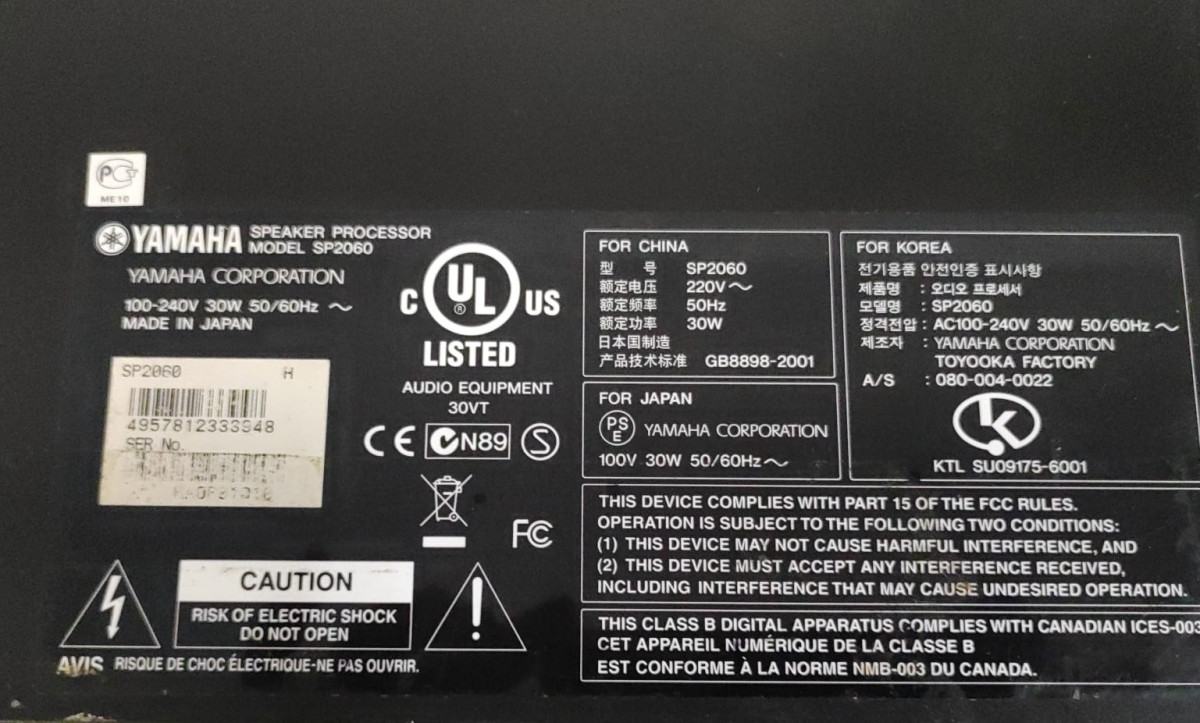 PCT
ME10
YAMAHA SPEAKER PROCESSOR
MODEL SP2060
YAMAHA CORPORATION
100-240V 30W 50/60Hz ～
MADE IN JAPAN
SP2060 H
4957812333948
SER No.
C UL ® US
LISTED
AUDIO EQUIPMENT
30VT
CE N89 S
FC
CAUTION
RISK OF ELECTRIC SHOCK
DO NOT OPEN
AVIS RISQUE DE CHOC ÉLECTRIQUE-NE PAS OUVRIR.
FOR CHINA
型 号 SP2060
额定电压 220V～
额定频率 50Hz
额定功率 30W
日本国制造
产品技术标准 GB8898-2001
FOR JAPAN
PS
E YAMAHA CORPORATION
100V 30W 50/60Hz～
FOR KOREA
전기용품 안전인증 표시사항
제품명 : 오디오 프로세서
모델명 : SP2060
정격전압 : AC100-240V 30W 50/60Hz ～
제조자 : YAMAHA CORPORATION
TOYOOKA FACTORY
A/S : 080-004-0022
K
KTL SU09175-6001
THIS DEVICE COMPLIES WITH PART 15 OF THE FCC RULES.
OPERATION IS SUBJECT TO THE FOLLOWING TWO CONDITIONS:
(1) THIS DEVICE MAY NOT CAUSE HARMFUL INTERFERENCE, AND
(2) THIS DEVICE MUST ACCEPT ANY INTERFERENCE RECEIVED,
INCLUDING INTERFERENCE THAT MAY CAUSE UNDESIRED OPERATION.
THIS CLASS B DIGITAL APPARATUS COMPLIES WITH CANADIAN ICES-003
CET APPAREIL NUMÉRIQUE DE LA CLASSE B
EST CONFORME À LA NORME NMB-003 DU CANADA.